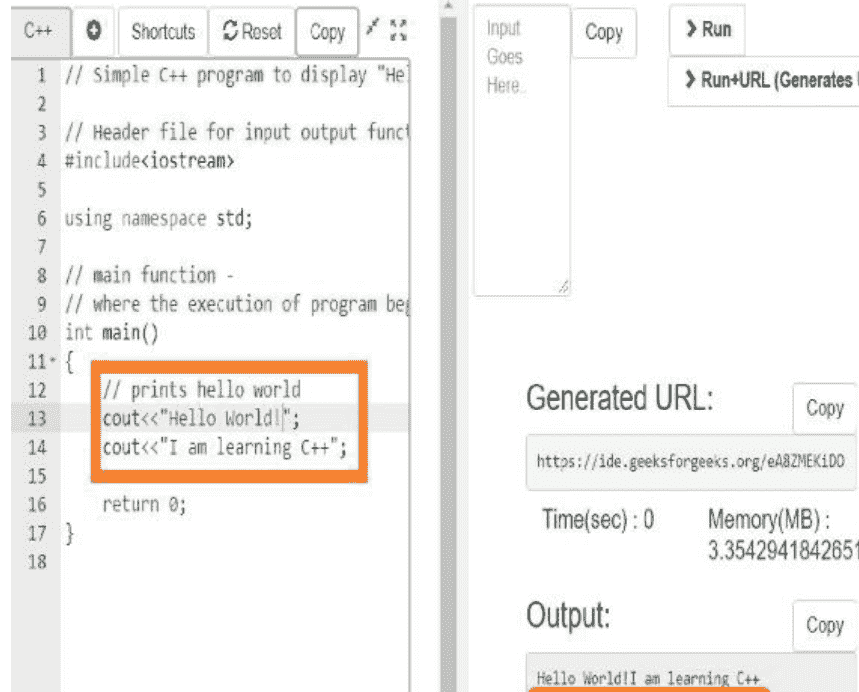 C++ Shortcuts Reset Copy
1 // Simple C++ program to display "Hel
2
3 // Header file for input output funct
4 #include<iostream>
5
6 using namespace std;
7
8 // main function -
9 // where the execution of program beg
10 int main()
11 {
12 // prints hello world
13 cout<<"Hello World!";
14 cout<<"I am learning C++";
15
16 return 0;
17 }
18
Input
Goes
Here..
Copy
Run
Run+URL (Generates U
Generated URL:
Copy
https://ide.geeksforgeeks.org/eA8ZMEKiDO
Time(sec) : 0
Memory(MB) :
3.3542941842651
Output:
Copy
Hello World!I am learning C++